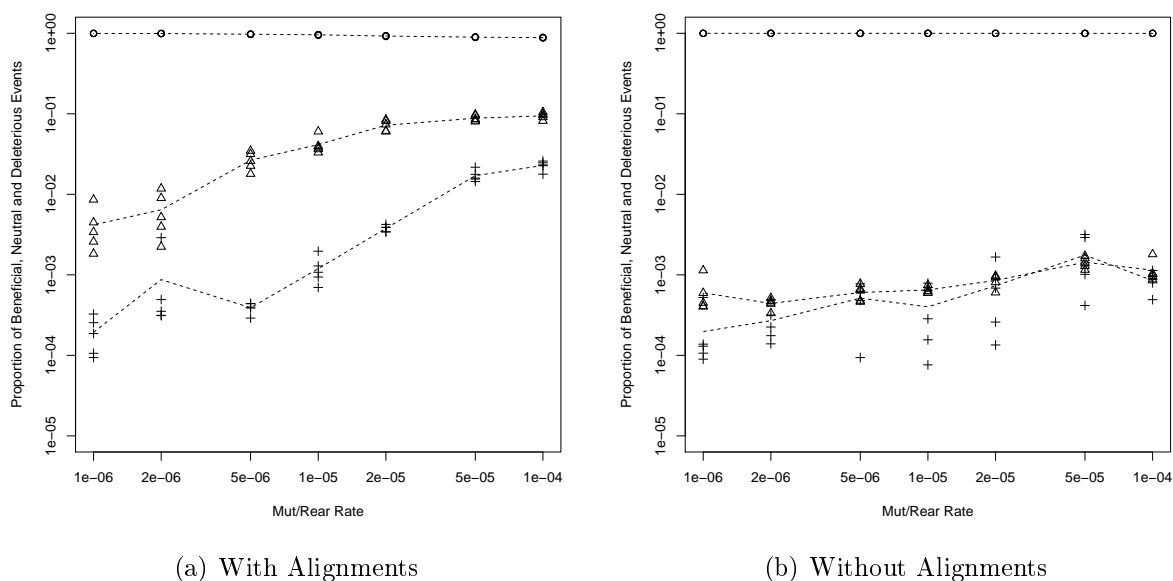 Proportion of Beneficial, Neutral and Deleterious Events
1e+00
1e−01
1e−02
1e−03
1e−04
1e−05
1e−06
2e−06
5e−06
1e−05
2e−05
5e−05
1e−04
Mut/Rear Rate
(a) With Alignments
Proportion of Beneficial, Neutral and Deleterious Events
1e+00
1e−01
1e−02
1e−03
1e−04
1e−05
1e−06
2e−06
5e−06
1e−05
2e−05
5e−05
1e−04
Mut/Rear Rate
(b) Without Alignments